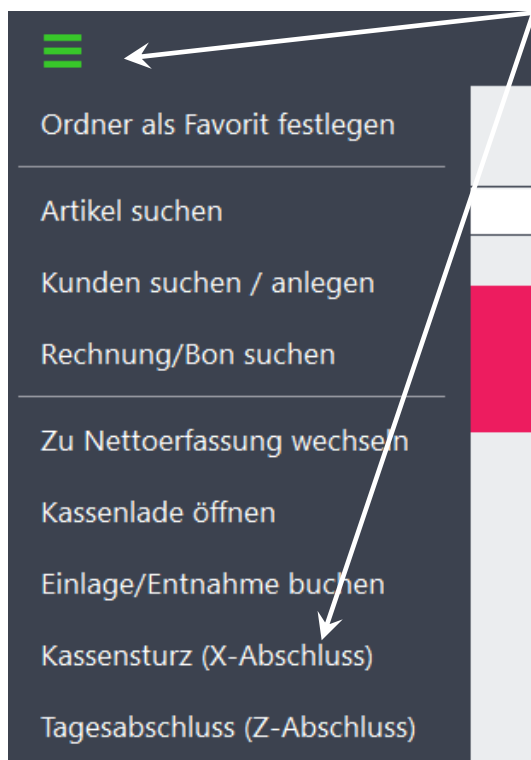 Ordner als Favorit festlegen
Artikel suchen
Kunden suchen / anlegen
Rechnung/Bon suchen
Zu Nettoerfassung wechseln
Kassenlade öffnen
Einlage/Entnahme buchen
Kassensturz (X-Abschluss)
Tagesabschluss (Z-Abschluss)